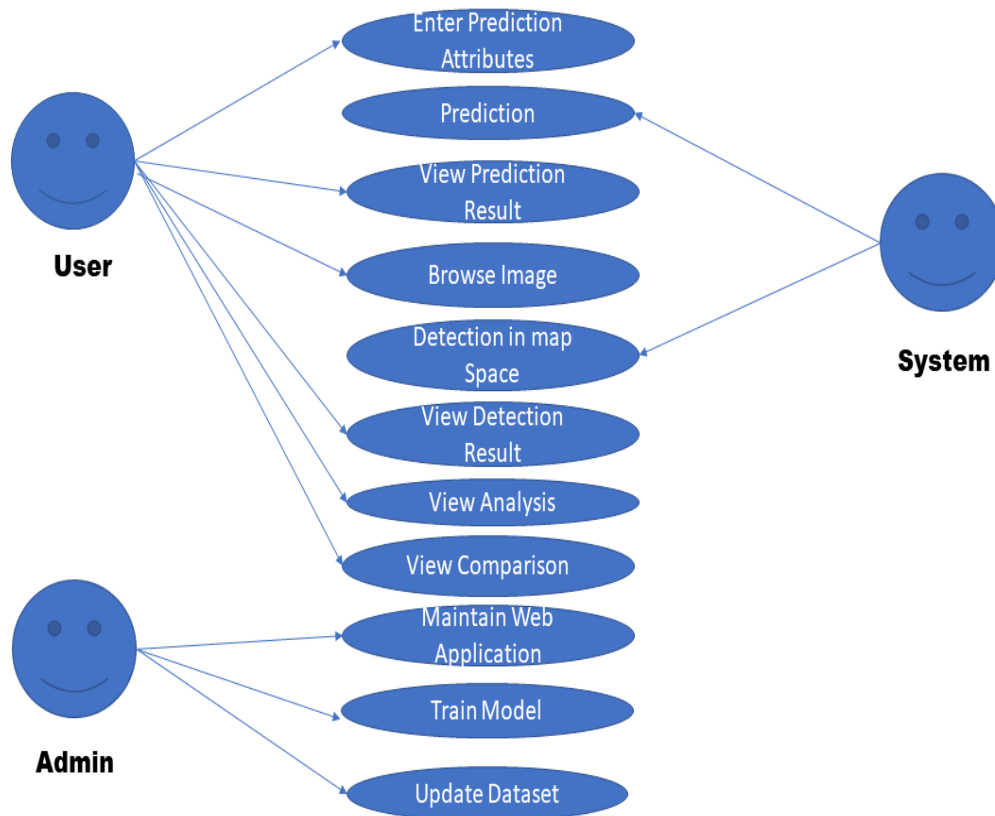 Enter Prediction
Attributes
Prediction
View Prediction
Result
User
Browse Image
Detection in map
Space
System
View Detection
Result
View Analysis
View Comparison
Maintain Web
Application
Train Model
Admin
Update Dataset